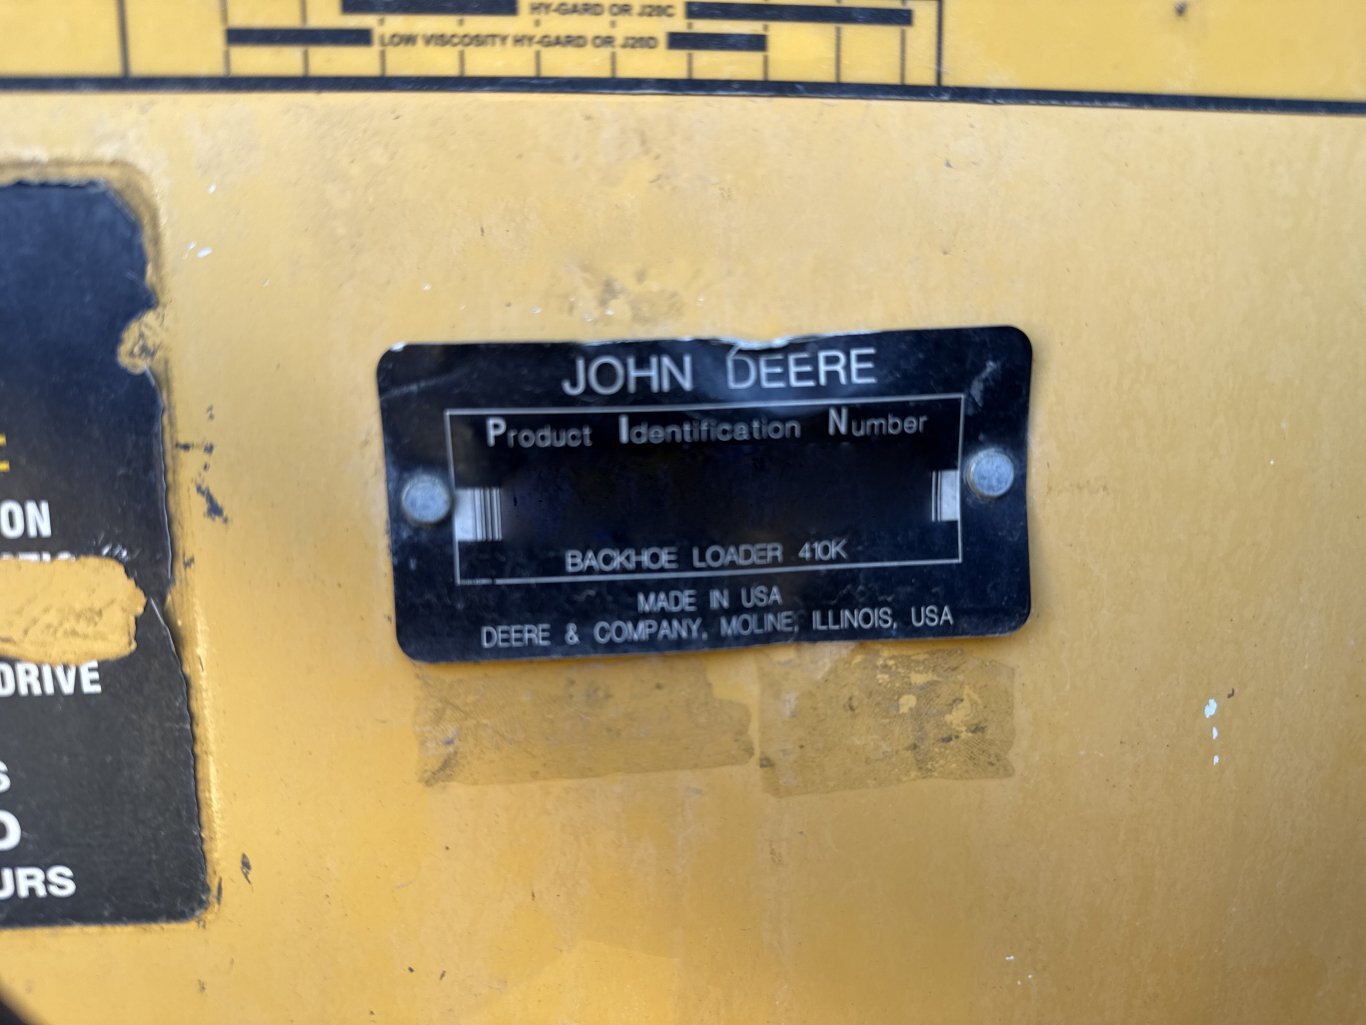 HY-GARD OR J20C
LOW VISCOSITY HY-GARD OR J20D
JOHN DEERE
Product Identification Number
BACKHOE LOADER 410K
MADE IN USA
DEERE & COMPANY, MOLINE, ILLINOIS, USA
ON
DRIVE
S
URS